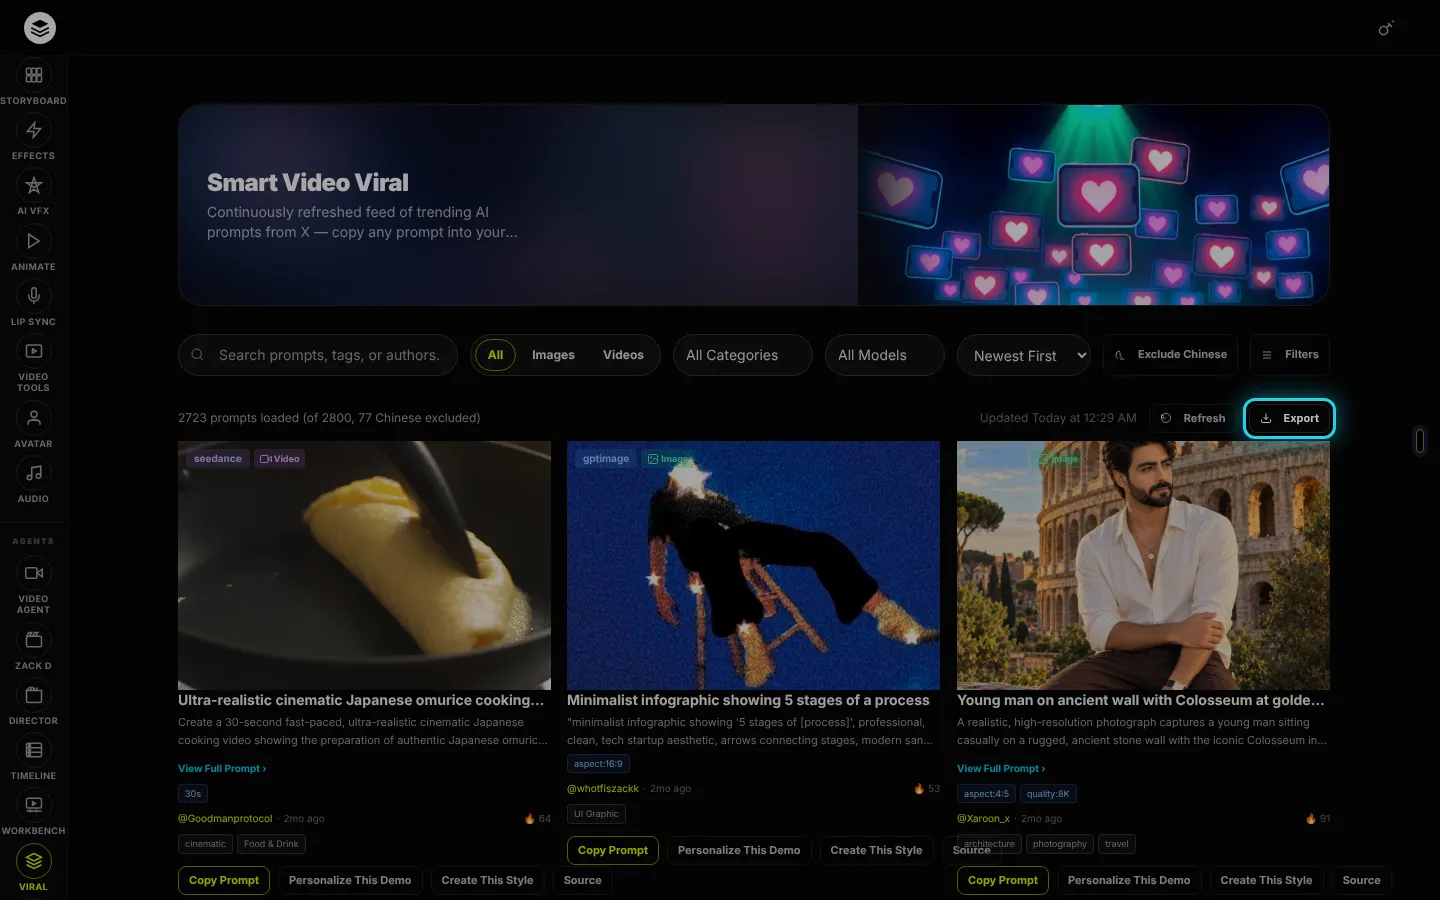 STORYBOARD
EFFECTS
AI VFX
ANIMATE
LIP SYNC
VIDEO
TOOLS
AVATAR
AUDIO
AGENTS
VIDEO
AGENT
ZACK D
DIRECTOR
TIMELINE
WORKBENCH
VIRAL
Smart Video Viral
Continuously refreshed feed of trending AI
prompts from X — copy any prompt into your...
Search prompts, tags, or authors.
All
Images
Videos
All Categories
All Models
Newest First
Exclude Chinese
Filters
2723 prompts loaded (of 2800, 77 Chinese excluded)
Updated Today at 12:29 AM
Refresh
Export
seedance
Video
Ultra-realistic cinematic Japanese omurice cooking...
Create a 30-second fast-paced, ultra-realistic cinematic Japanese
cooking video showing the preparation of authentic Japanese omuric...
View Full Prompt ›
30s
@Goodmanprotocol · 2mo ago
64
cinematic
Food & Drink
Copy Prompt
Personalize This Demo
Create This Style
Source
gptimage
Image
Minimalist infographic showing 5 stages of a process
"minimalist infographic showing '5 stages of [process]', professional,
clean, tech startup aesthetic, arrows connecting stages, modern san...
aspect:16:9
@whotfiszackk · 2mo ago
53
UI Graphic
Copy Prompt
Personalize This Demo
Create This Style
Source
Image
Young man on ancient wall with Colosseum at golde...
A realistic, high-resolution photograph captures a young man sitting
casually on a rugged, ancient stone wall with the iconic Colosseum in...
View Full Prompt ›
aspect:4:5
quality:8K
@Xaroon_x · 2mo ago
91
architecture
photography
travel
Copy Prompt
Personalize This Demo
Create This Style
Source